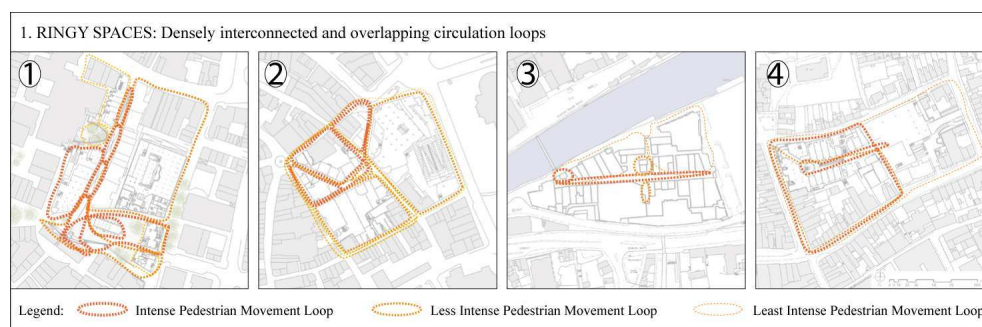 1. RINGY SPACES: Densely interconnected and overlapping circulation loops
1
2
3
4
Legend: Intense Pedestrian Movement Loop Less Intense Pedestrian Movement Loop Least Intense Pedestrian Movement Loop